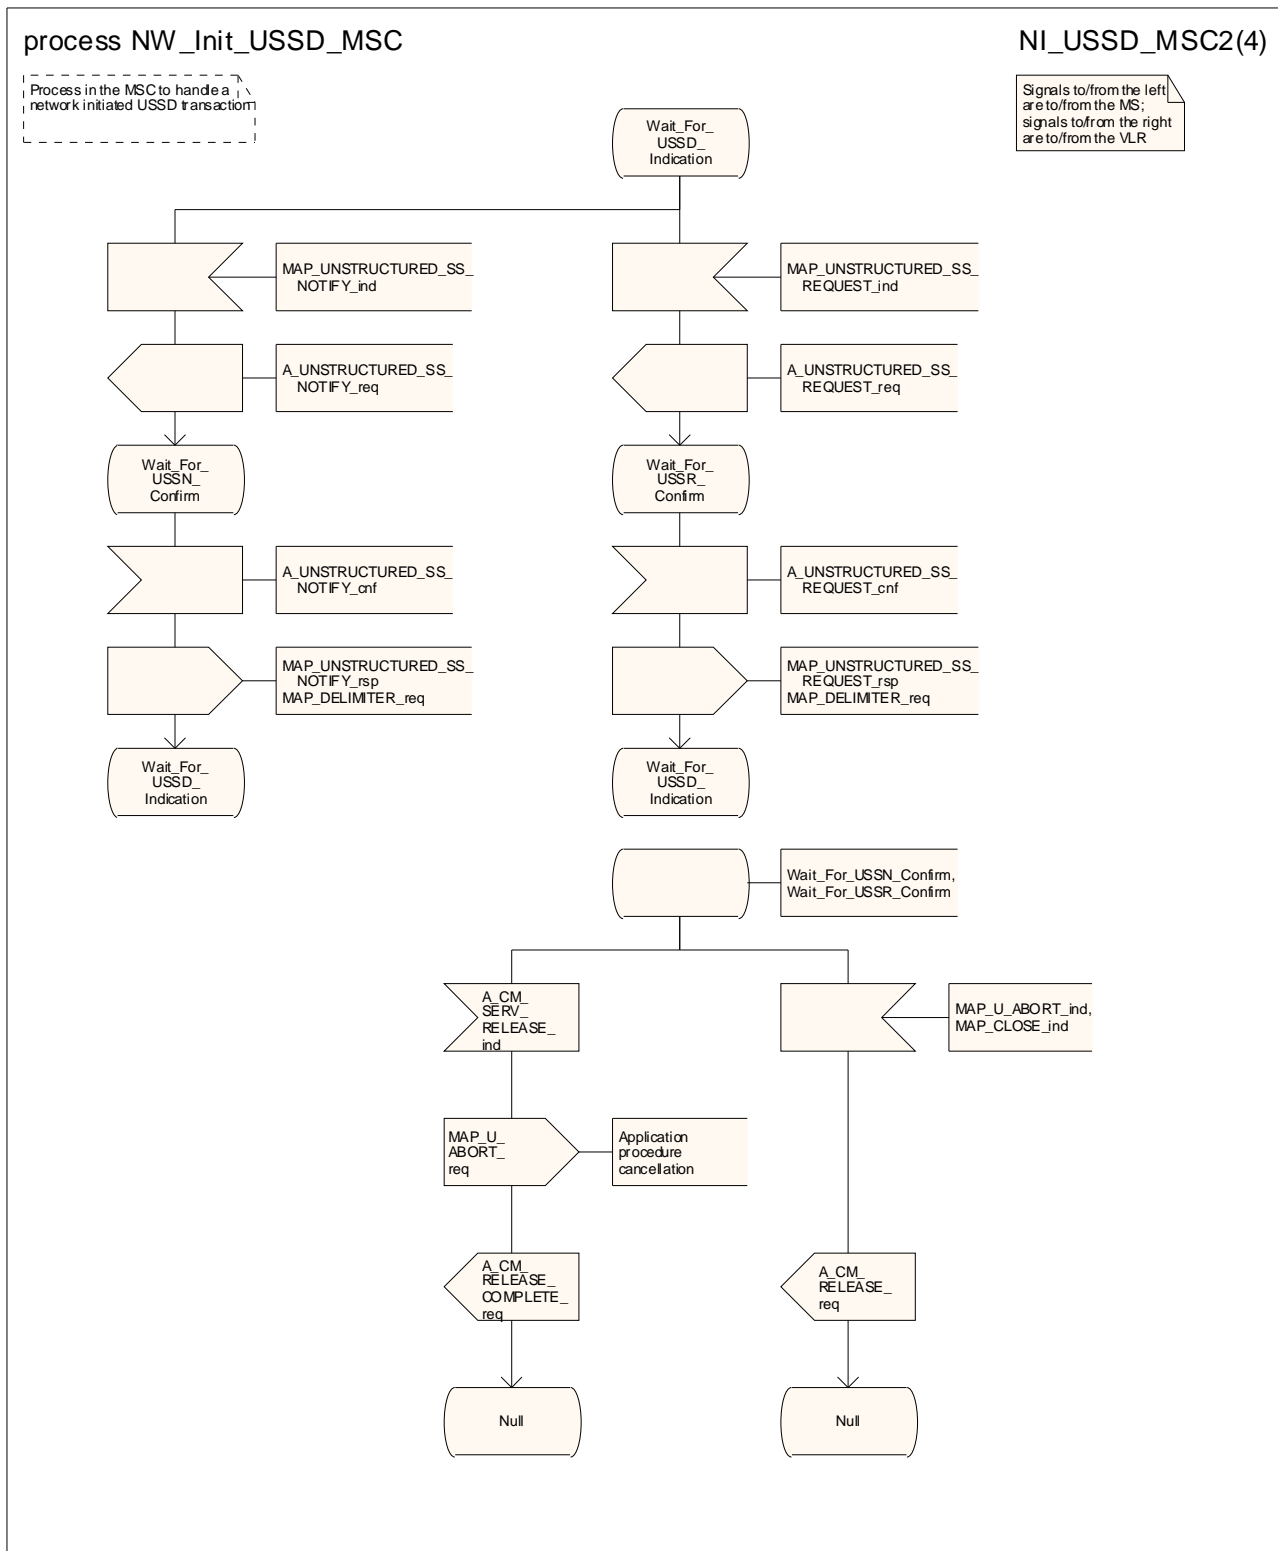 process NW_Init_USSD_MSC
NI_USSD_MSC2(4)
Process in the MSC to handle a
network initiated USSD transaction
Signals to/from the left
are to/from the MS;
signals to/from the right
are to/from the VLR
Wait_For_
USSD_
Indication
MAP_UNSTRUCTURED_SS_
NOTIFY_ind
MAP_UNSTRUCTURED_SS_
REQUEST_ind
A_UNSTRUCTURED_SS_
NOTIFY_req
A_UNSTRUCTURED_SS_
REQUEST_req
Wait_For_
USSN_
Confirm
Wait_For_
USSR_
Confirm
A_UNSTRUCTURED_SS_
NOTIFY_cnf
A_UNSTRUCTURED_SS_
REQUEST_cnf
MAP_UNSTRUCTURED_SS_
NOTIFY_rsp
MAP_DELIMITER_req
MAP_UNSTRUCTURED_SS_
REQUEST_rsp
MAP_DELIMITER_req
Wait_For_
USSD_
Indication
Wait_For_
USSD_
Indication
Wait_For_USSN_Confirm,
Wait_For_USSR_Confirm
A_CM_
SERV_
RELEASE_
ind
MAP_U_ABORT_ind,
MAP_CLOSE_ind
MAP_U_
ABORT_
req
Application
procedure
cancellation
A_CM_
RELEASE_
COMPLETE_
req
A_CM_
RELEASE_
req
Null
Null